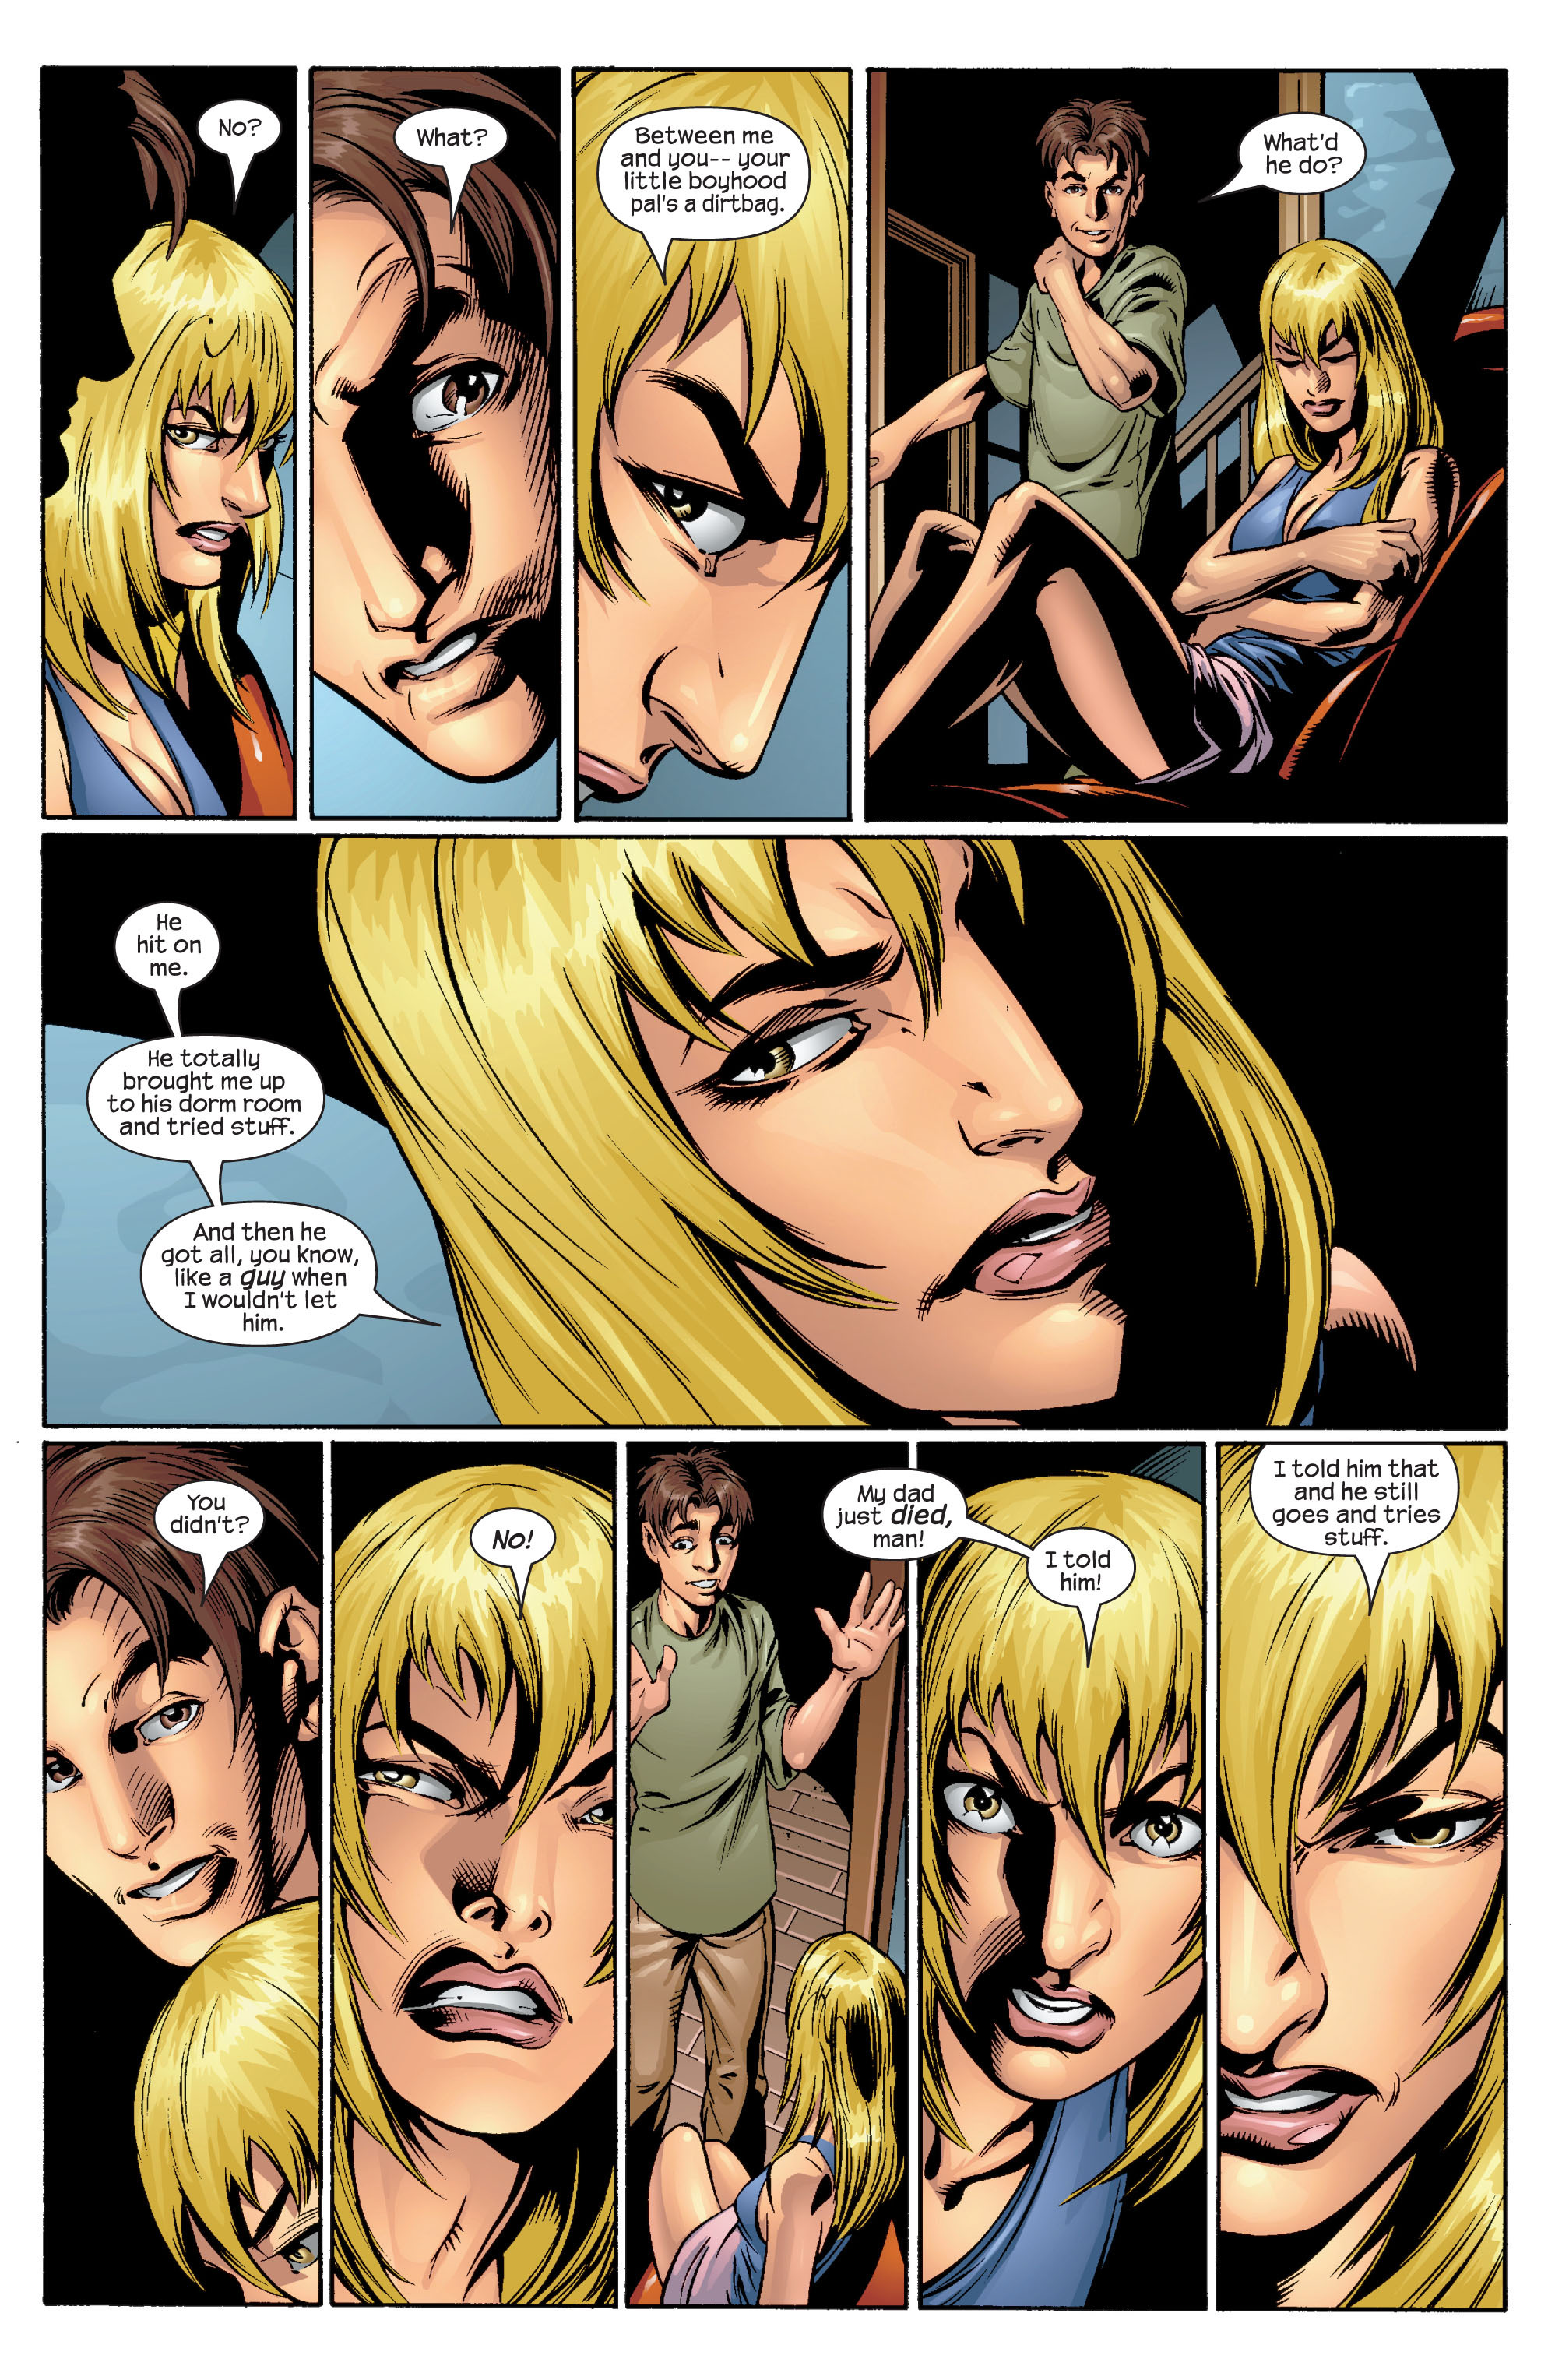 No?
What?
Between me
and you-- your
little boyhood
pal's a dirtbag.
What'd
he do?
He
hit on
me.
He totally
brought me up
to his dorm room
and tried stuff.
And then he
got all, you know,
like a guy when
I wouldn't let
him.
You
didn't?
No!
My dad
just died,
man!
I told
him!
I told him that
and he still
goes and tries
stuff.